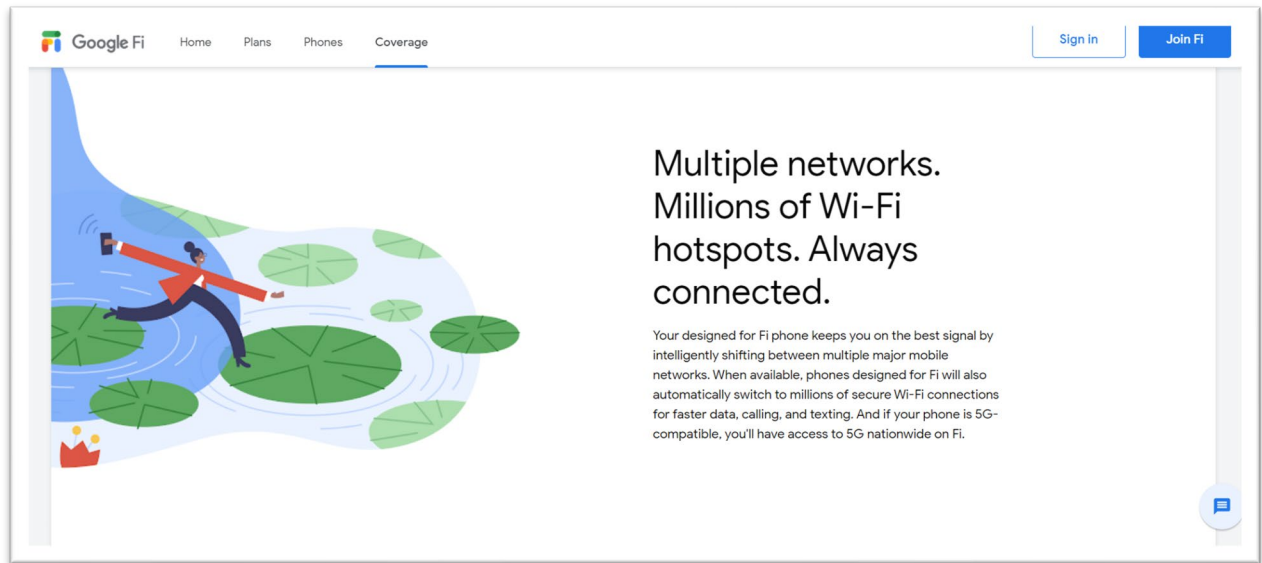 Google Fi
Home
Plans
Phones
Coverage
Sign in
Join Fi
Multiple networks.
Millions of Wi-Fi
hotspots. Always
connected.
Your designed for Fi phone keeps you on the best signal by
intelligently shifting between multiple major mobile
networks. When available, phones designed for Fi will also
automatically switch to millions of secure Wi-Fi connections
for faster data, calling, and texting. And if your phone is 5G-
compatible, you'll have access to 5G nationwide on Fi.